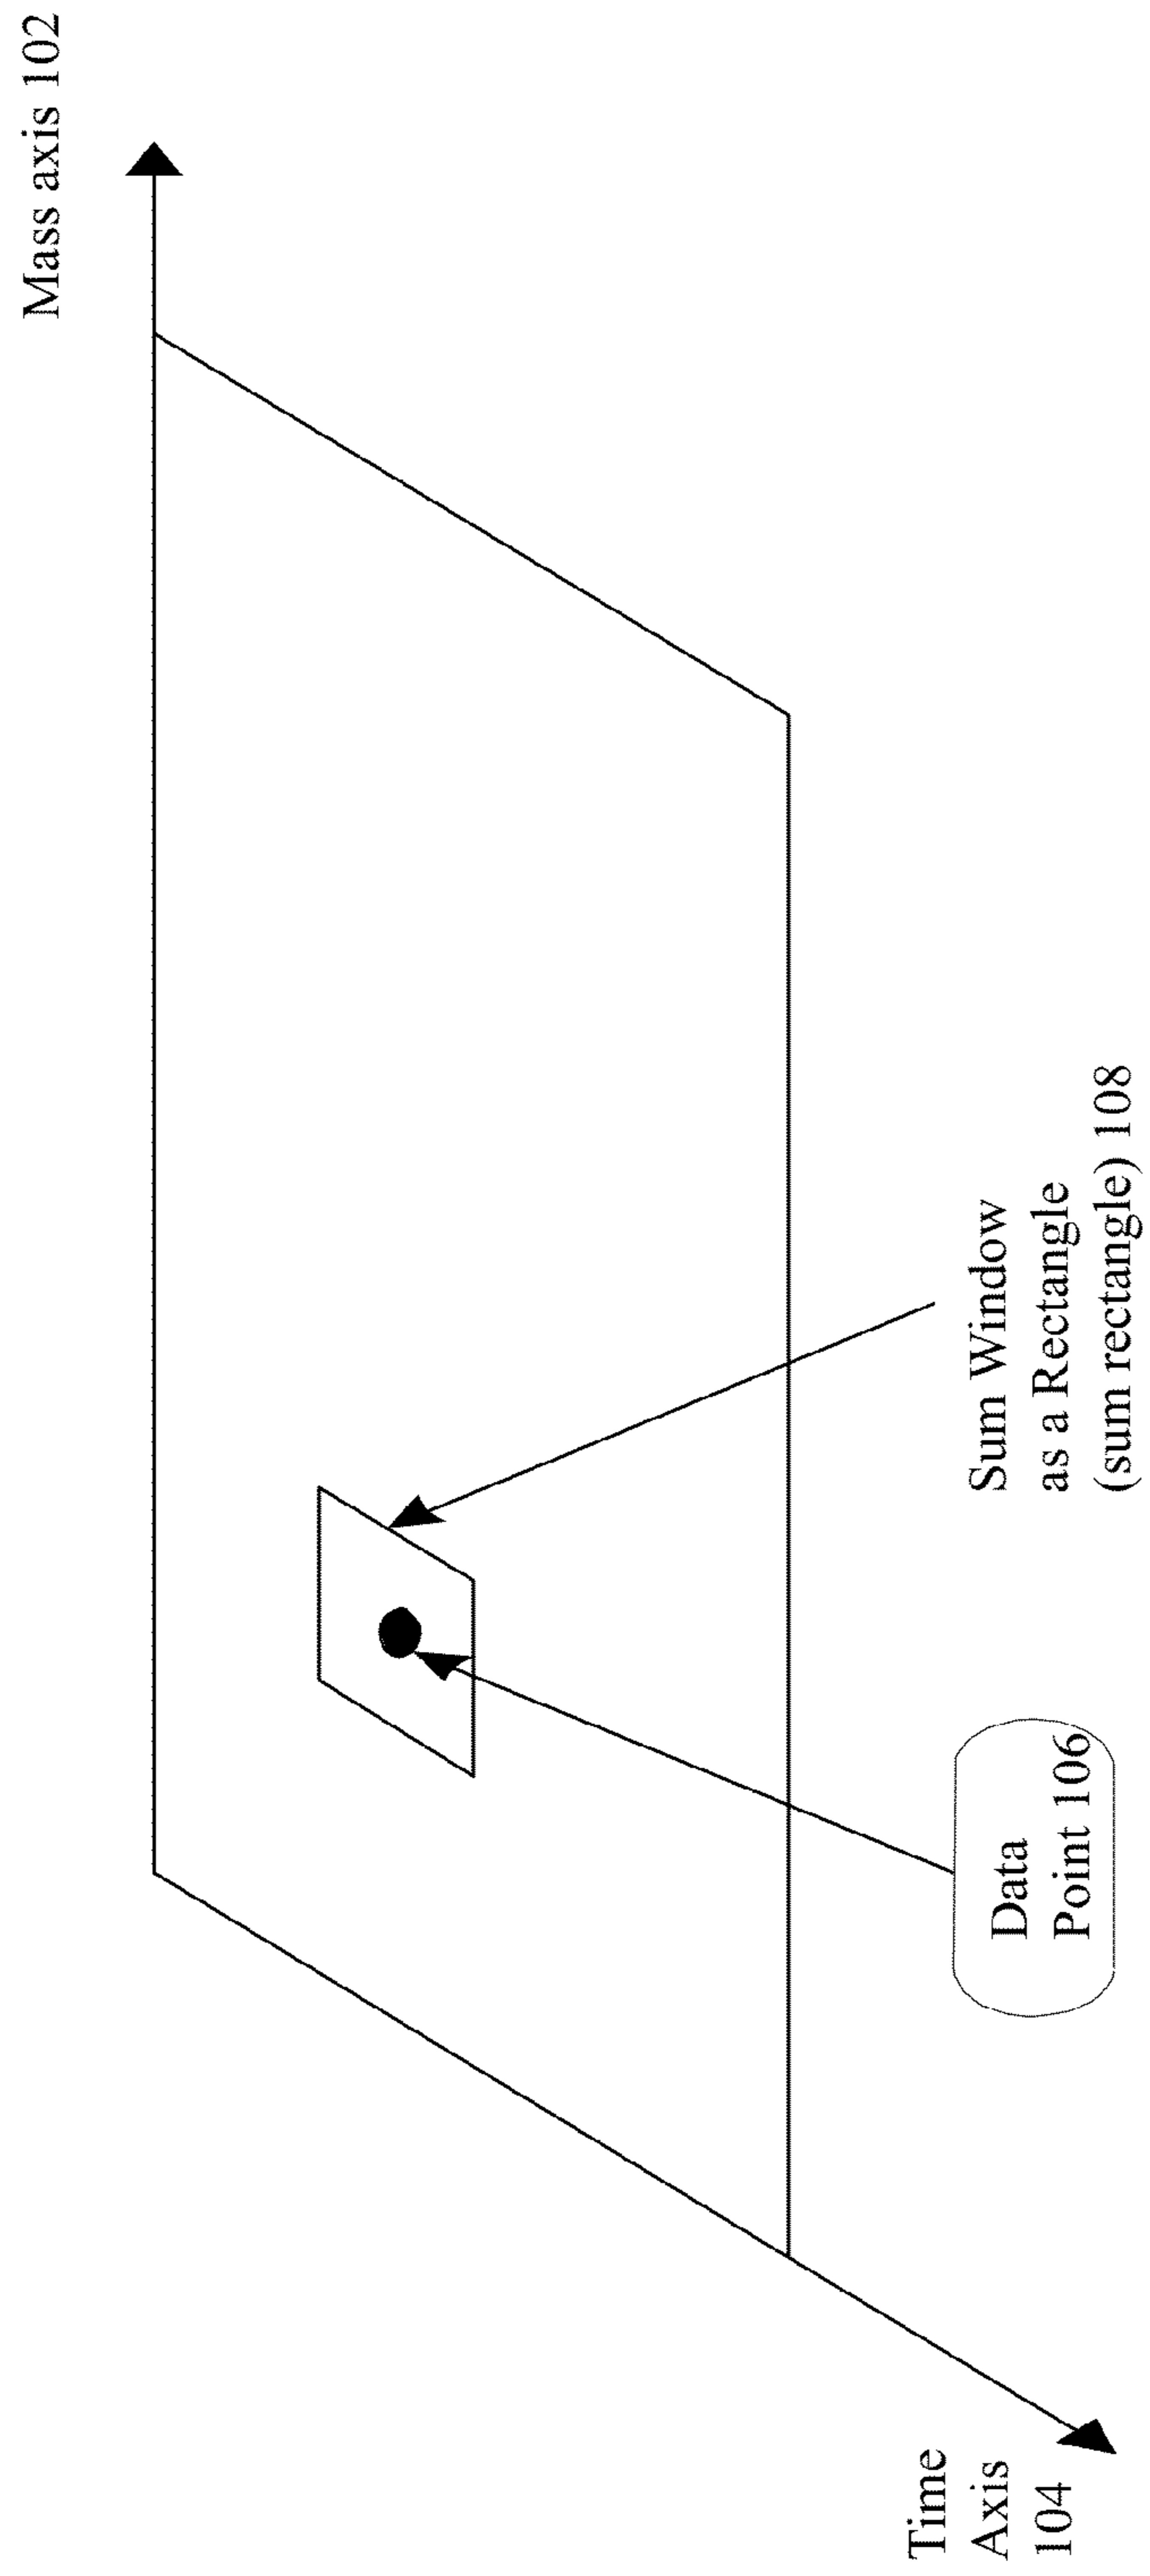 Mass axis 102
Time
Axis
104
Data
Point 106
Sum Window
as a Rectangle
(sum rectangle) 108